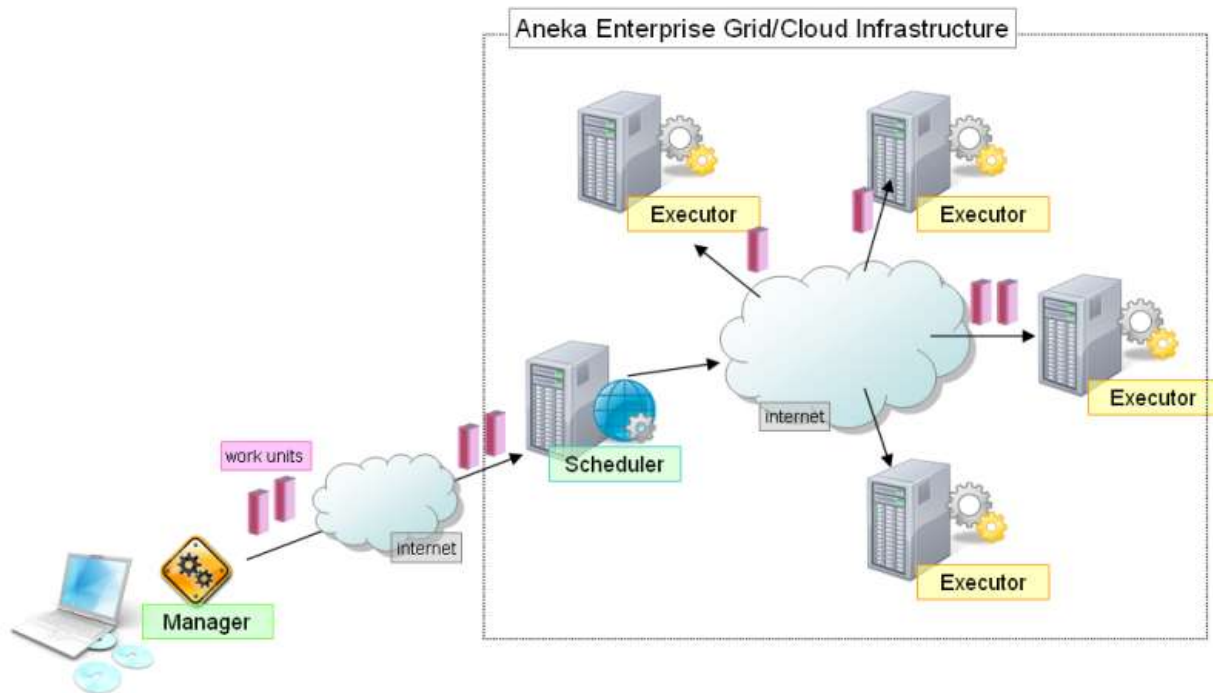 Aneka Enterprise Grid/Cloud Infrastructure
Executor
Executor
Executor
internet
Scheduler
work units
internet
Executor
Manager